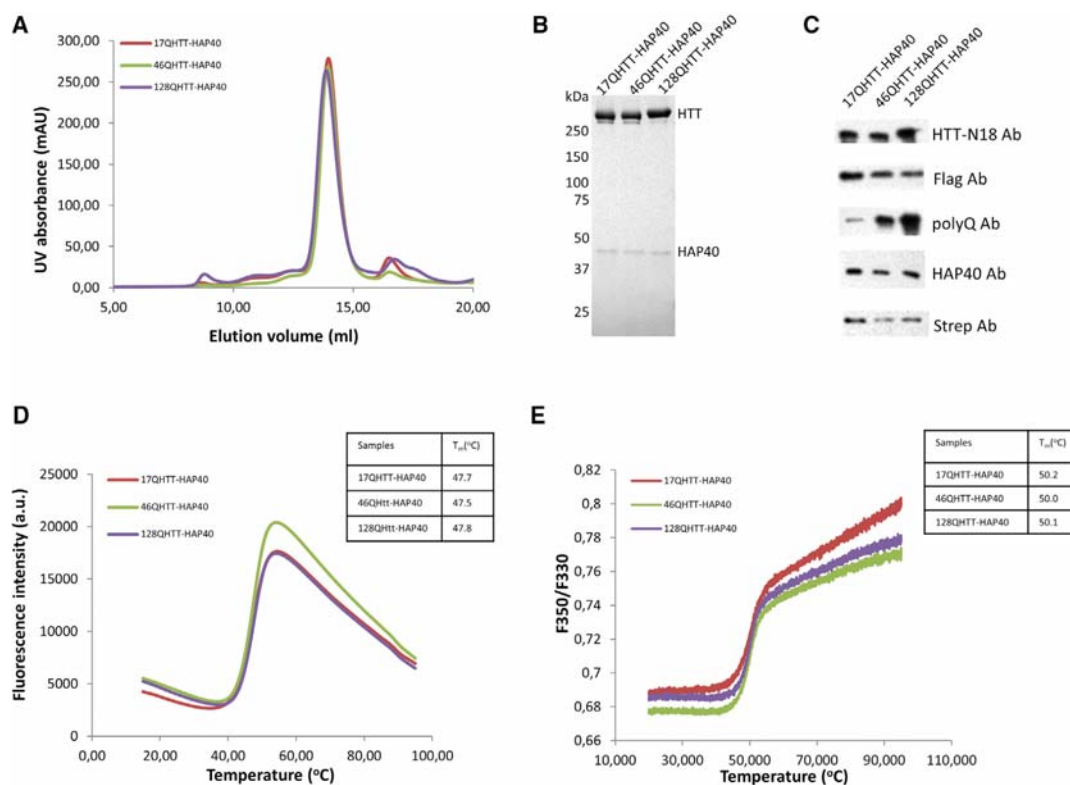 A
300,00
250,00
200,00
150,00
100,00
50,00
0,00
UV absorbance (mAU)
17QHTT-HAP40
46QHTT-HAP40
128QHTT-HAP40
5,00 10,00 15,00 20,00
Elution volume (ml)
B
17QHTT-HAP40
46QHTT-HAP40
128QHTT-HAP40
kDa
250
150
100
75
50
37
25
HTT
HAP40
C
17QHTT-HAP40
46QHTT-HAP40
128QHTT-HAP40
HTT-N18 Ab
Flag Ab
polyQ Ab
HAP40 Ab
Strep Ab
D
Samples Tm(°C)
17QHTT-HAP40 47.7
46QHtt-HAP40 47.5
128QHtt-HAP40 47.8
17QHTT-HAP40
46QHTT-HAP40
128QHTT-HAP40
25000
20000
15000
10000
5000
0
Fluorescence intensity (a.u.)
0,00 20,00 40,00 60,00 80,00 100,00
Temperature (°C)
E
Samples Tm(°C)
17QHTT-HAP40 50.2
46QHTT-HAP40 50.0
128QHTT-HAP40 50.1
17QHTT-HAP40
46QHTT-HAP40
128QHTT-HAP40
0,82
0,8
0,78
0,76
0,74
0,72
0,7
0,68
0,66
F350/F330
10,000 30,000 50,000 70,000 90,000 110,000
Temperature (°C)